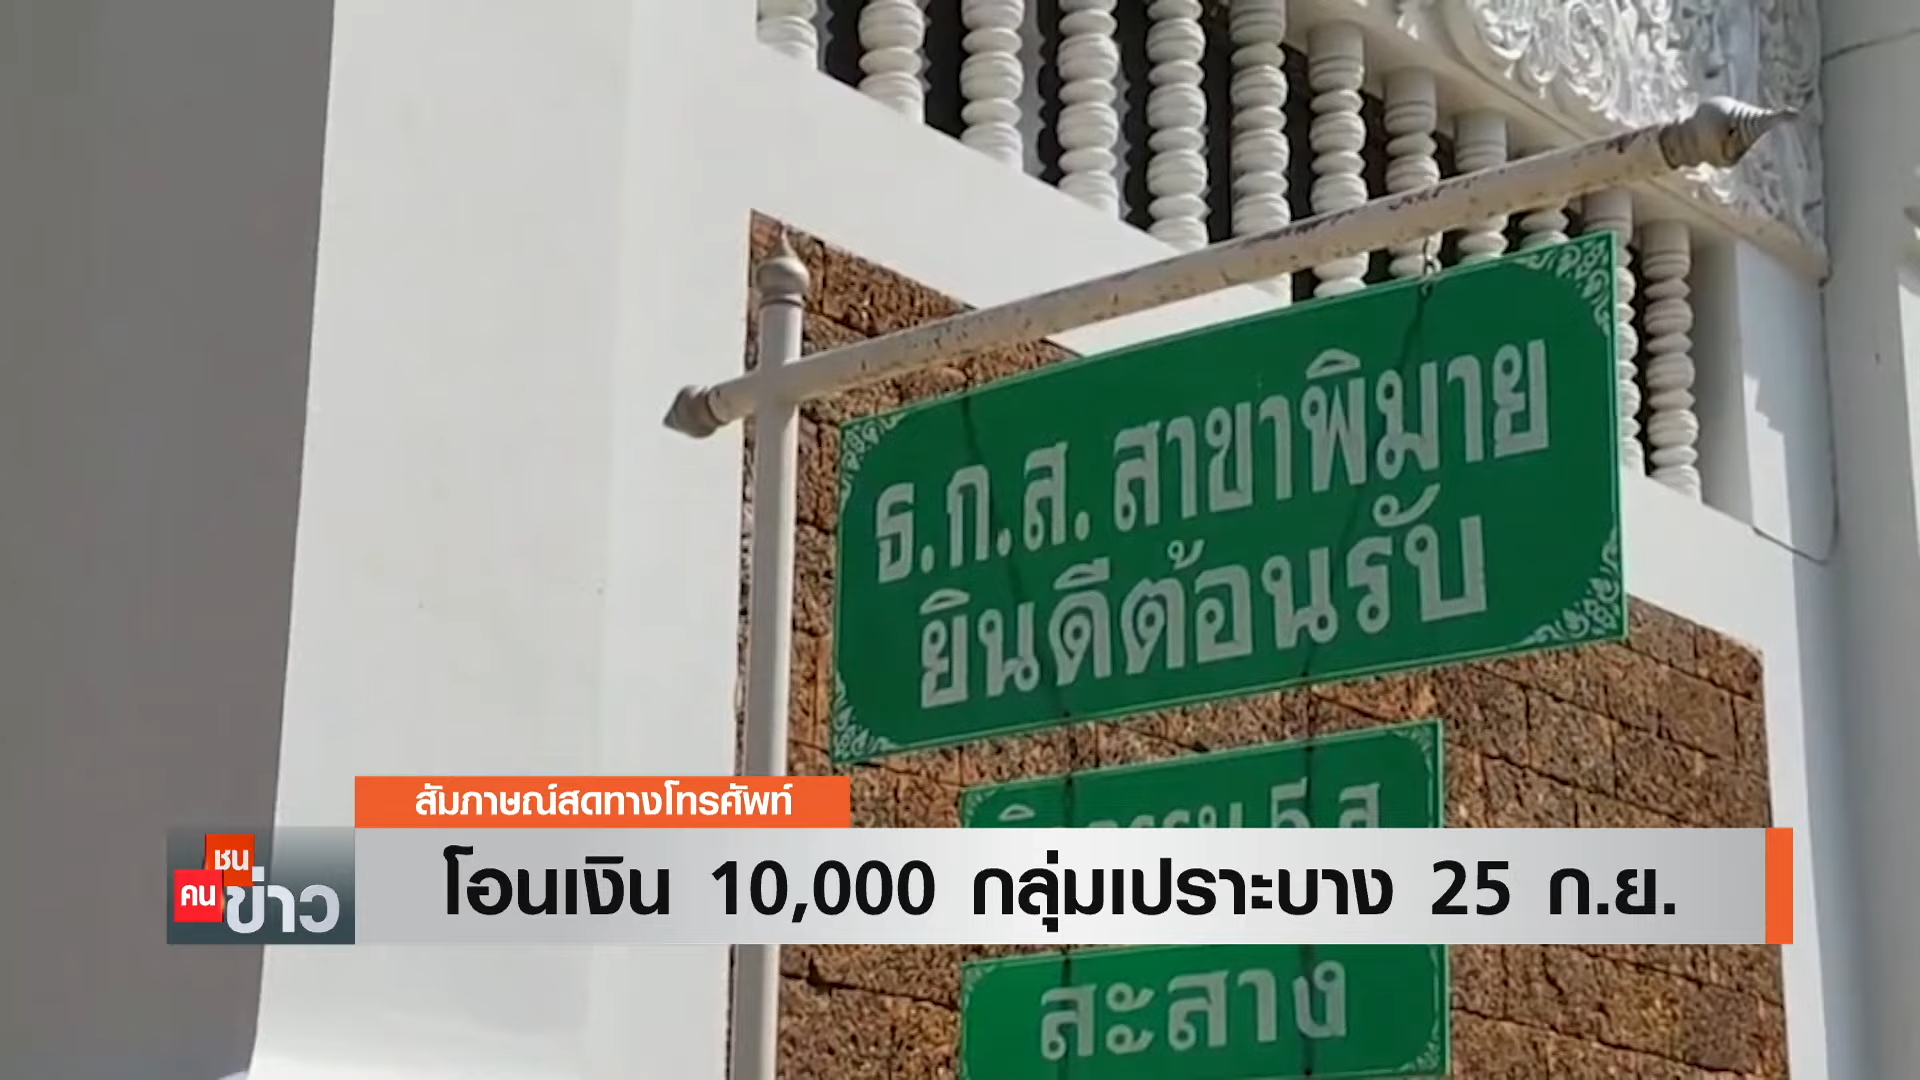 ธ.ก.ส. สาขาพิมาย
ยินดีต้อนรับ
5 ส
สัมภาษณ์สดทางโทรศัพท์
คนชนข่าว
โอนเงิน 10,000 กลุ่มเปราะบาง 25 ก.ย.
สะสาง